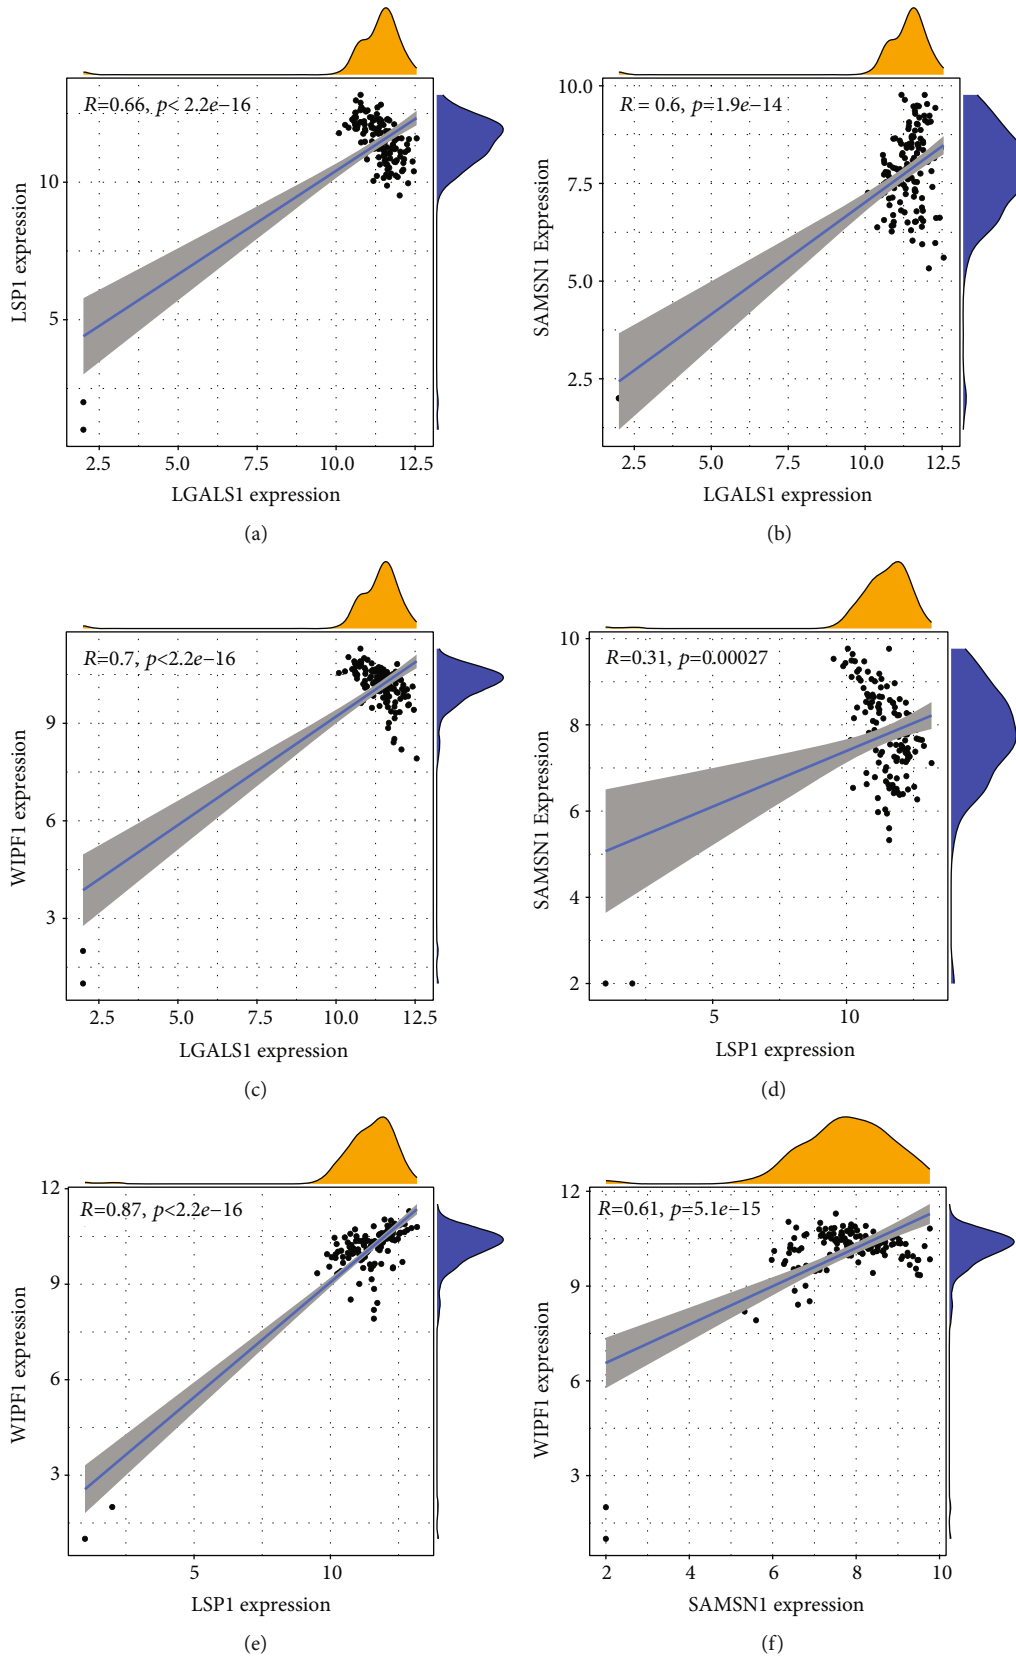 R=0.66, p< 2.2e−16
10
5
LSP1 expression
2.5 5.0 7.5 10.0 12.5
LGALS1 expression
(a)
R = 0.6, p=1.9e−14
10.0
7.5
5.0
2.5
SAMSN1 Expression
2.5 5.0 7.5 10.0 12.5
LGALS1 expression
(b)
R=0.7, p<2.2e−16
9
6
3
WIPF1 expression
2.5 5.0 7.5 10.0 12.5
LGALS1 expression
(c)
R=0.31, p=0.00027
10
8
6
4
2
SAMSN1 Expression
5 10
LSP1 expression
(d)
R=0.87, p<2.2e−16
12
9
6
3
WIPF1 expression
5 10
LSP1 expression
(e)
R=0.61, p=5.1e−15
12
9
6
3
WIPF1 expression
2 4 6 8 10
SAMSN1 expression
(f)